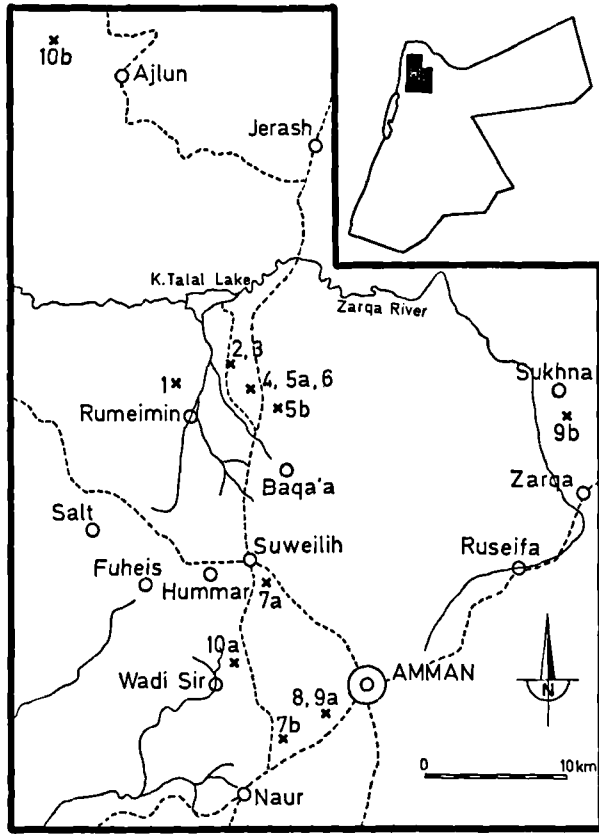 10b
Ajlun
Jerash
K.Talal Lake
Zarqa River
2, 3
1
4, 5a, 6
Sukhna
5b
Rumeimin
9b
Baqa'a
Zarqa
Salt
Suweilih
Ruseifa
Fuheis
Hummar
7a
10a
AMMAN
Wadi Sir
8, 9a
N
7b
0 10km
Naur